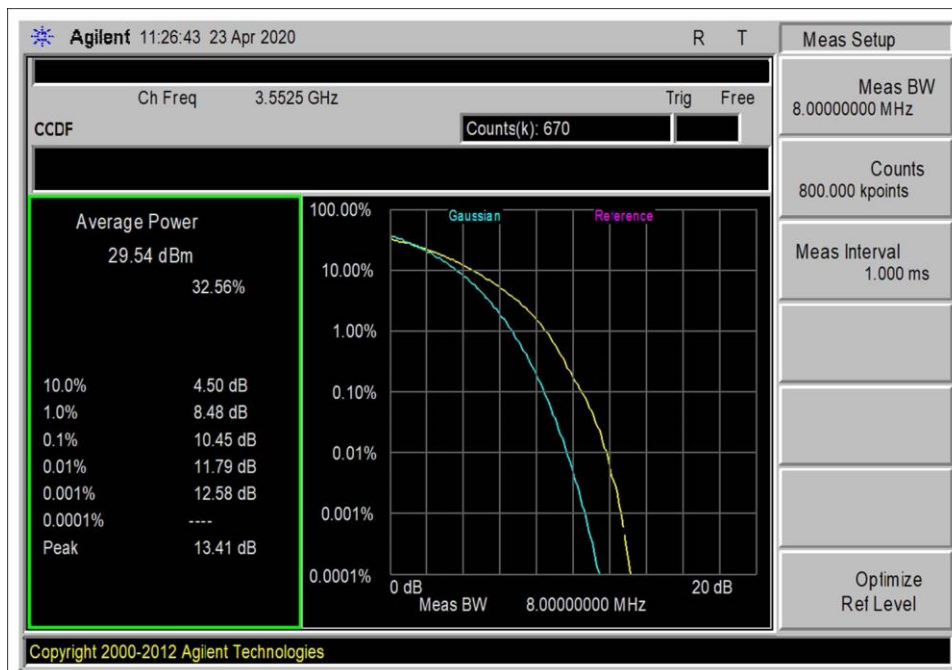 Agilent 11:26:43 23 Apr 2020 R T
Ch Freq 3.5525 GHz Trig Free
CCDF Counts(k): 670
Average Power
29.54 dBm
32.56%
10.0% 4.50 dB
1.0% 8.48 dB
0.1% 10.45 dB
0.01% 11.79 dB
0.001% 12.58 dB
0.0001% ----
Peak 13.41 dB
Gaussian Reference
100.00%
10.00%
1.00%
0.10%
0.01%
0.001%
0.0001%
0 dB 20 dB
Meas BW 8.00000000 MHz
Meas Setup
Meas BW
8.00000000 MHz
Counts
800.000 kpoints
Meas Interval
1.000 ms
Optimize
Ref Level
Copyright 2000-2012 Agilent Technologies